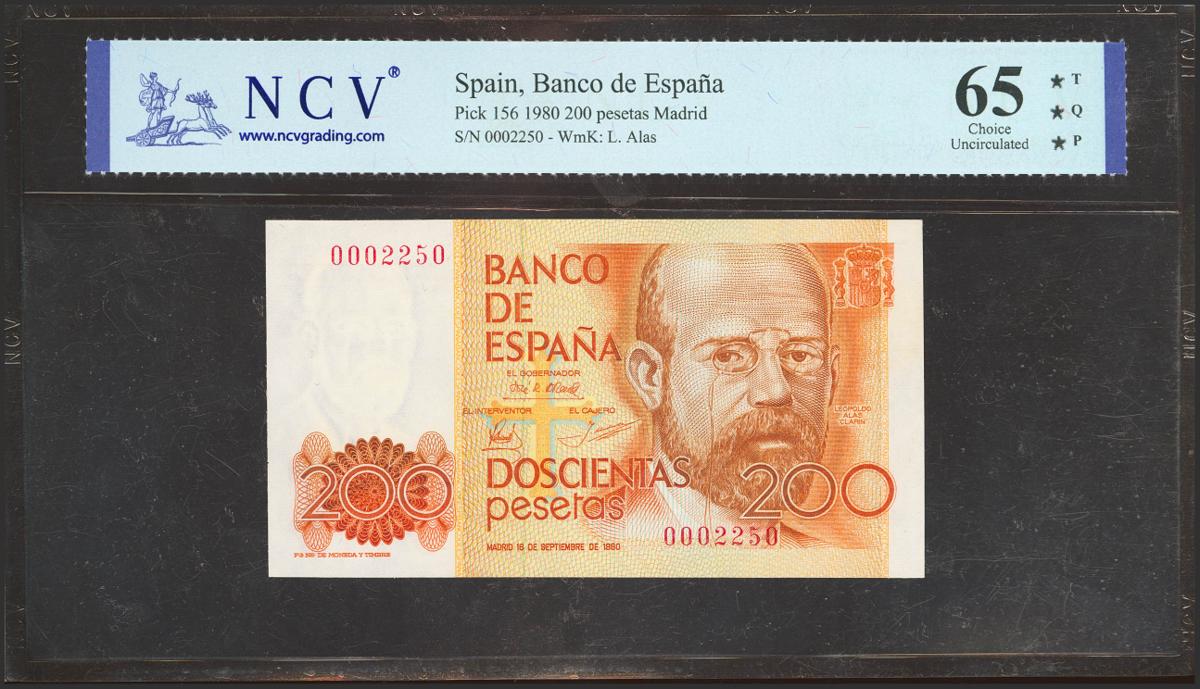 NCV®
www.ncvgrading.com
Spain, Banco de España
Pick 156 1980 200 pesetas Madrid
S/N 0002250 - WmK: L. Alas
65
Choice
Uncirculated
T
Q
P
NCV
NCV
0002250
BANCO
DE
ESPAÑA
EL GOBERNADOR
EL INTERVENTOR
EL CAJERO
LEOPOLDO
ALAS
CLARIN
200
DOSCIENTAS
pesetas
200
0002250
MADRID 16 DE SEPTIEMBRE DE 1980